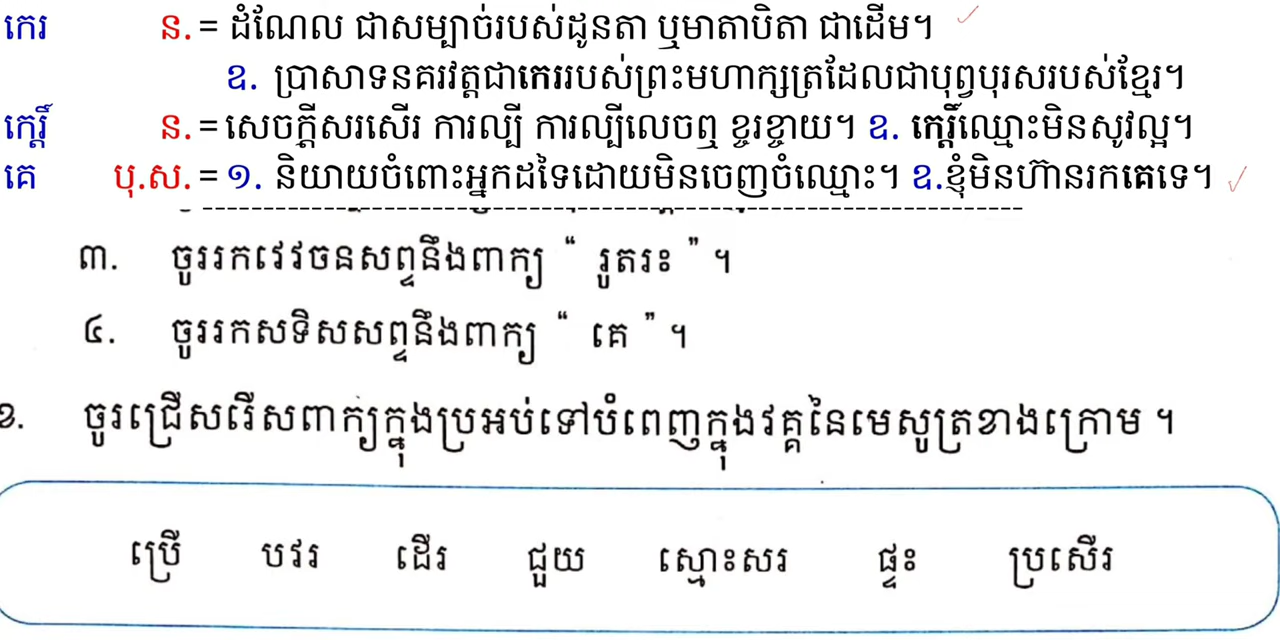 កេរ ន. = ដំណែល ជាសម្បាច់របស់ដូនតា ឬមាតាបិតា ជាដើម។
ឧ. ប្រាសាទនគរវត្តជាកេររបស់ព្រះមហាក្សត្រដែលជាបុព្វបុរសរបស់ខ្មែរ។
កេរ្តិ៍ ន. = សេចក្ដីសរសើរ ការល្បី ការល្បីលេចឮ ខ្ចរខ្ចាយ។ ឧ. កេរ្តិ៍ឈ្មោះមិនសូវល្អ។
គេ បុ.ស. = ១. និយាយចំពោះអ្នកដទៃដោយមិនចេញចំឈ្មោះ។ ឧ.ខ្ញុំមិនហ៊ានរកគេទេ។
៣. ចូររកវេវចនសព្ទនឹងពាក្យ “ រូតរះ ” ។
៤. ចូររកសទិសសព្ទនឹងពាក្យ “ គេ ” ។
ខ. ចូរជ្រើសរើសពាក្យក្នុងប្រអប់ទៅបំពេញក្នុងវគ្គនៃមេសូត្រខាងក្រោម ។
ប្រើ បវរ ដើរ ជួយ ស្មោះសរ ផ្ទះ ប្រសើរ